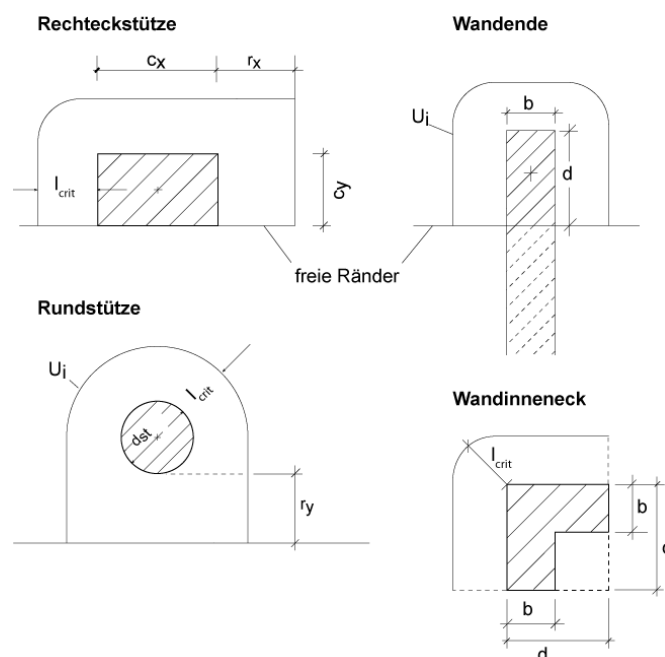 Rechteckstütze
cx
rx
lcrit
cy
Wandende
b
Ui
d
freie Ränder
Rundstütze
Ui
lcrit
dst
ry
Wandinneneck
lcrit
b
b
d